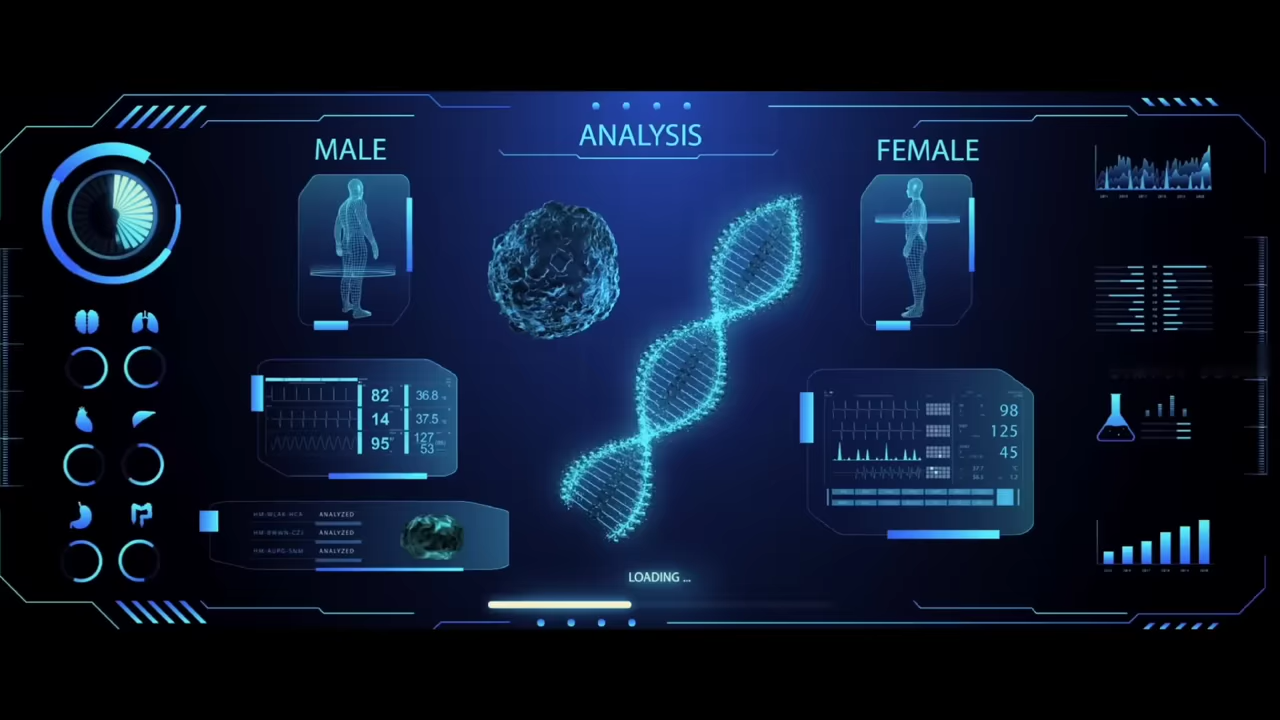 ANALYSIS
MALE
FEMALE
82
36.8
14
37.5
95
127
53
98
125
45
ANALYZED
ANALYZED
ANALYZED
LOADING ...